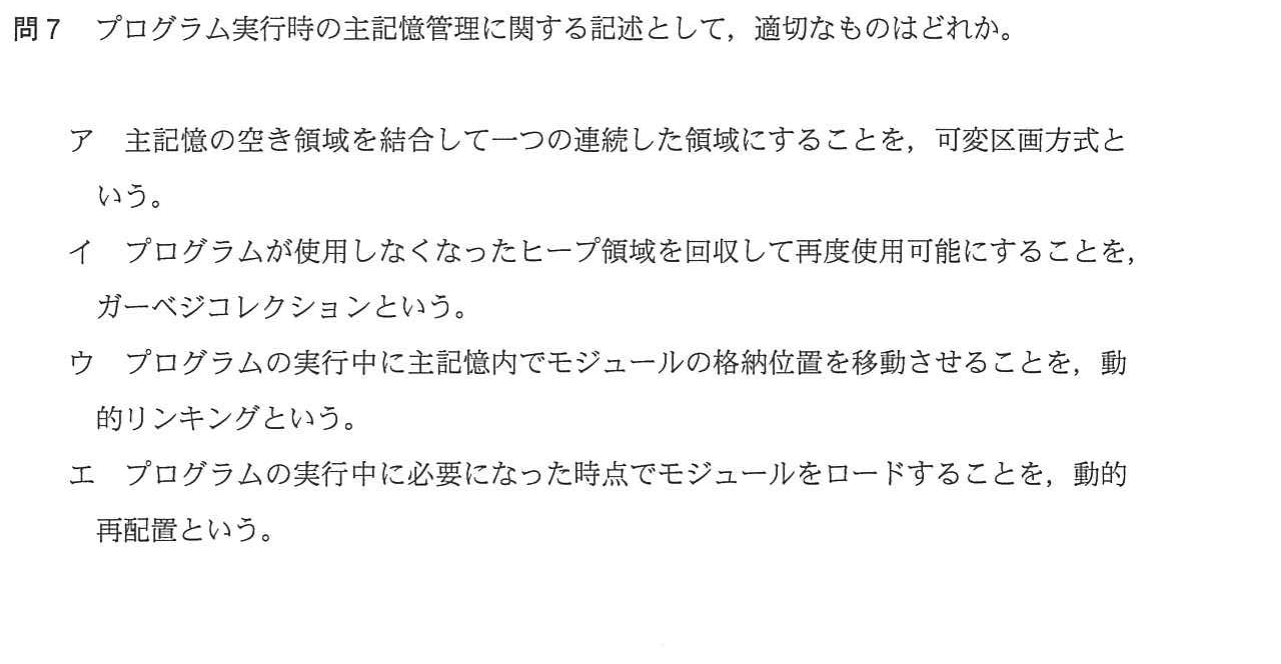 問7 プログラム実行時の主記憶管理に関する記述として，適切なものはどれか。
ア 主記憶の空き領域を結合して一つの連続した領域にすることを，可変区画方式と
いう。
イ プログラムが使用しなくなったヒープ領域を回収して再度使用可能にすることを，
ガーベジコレクションという。
ウ プログラムの実行中に主記憶内でモジュールの格納位置を移動させることを，動
的リンキングという。
エ プログラムの実行中に必要になった時点でモジュールをロードすることを，動的
再配置という。